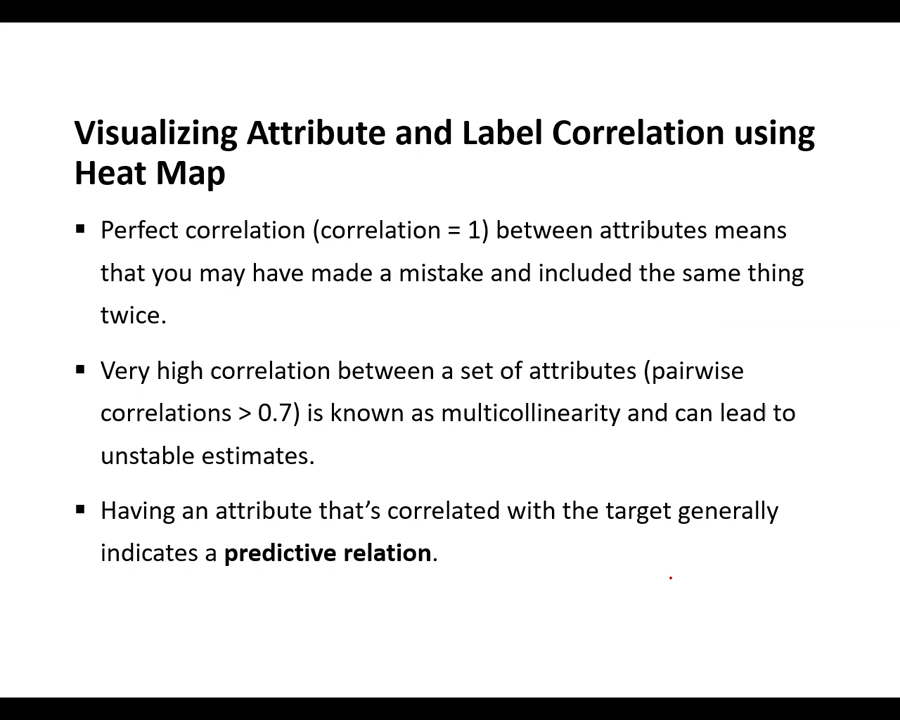 Visualizing Attribute and Label Correlation using
Heat Map
▪ Perfect correlation (correlation = 1) between attributes means
that you may have made a mistake and included the same thing
twice.
▪ Very high correlation between a set of attributes (pairwise
correlations > 0.7) is known as multicollinearity and can lead to
unstable estimates.
▪ Having an attribute that’s correlated with the target generally
indicates a predictive relation.